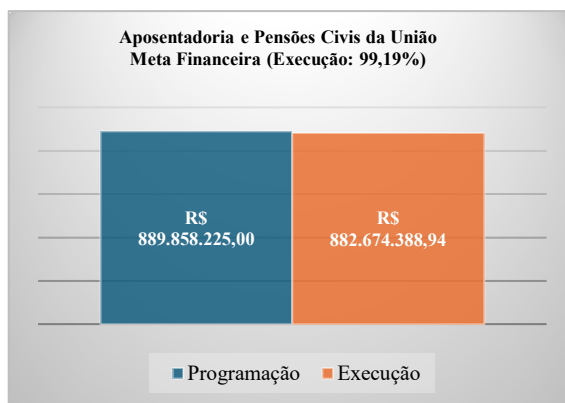 Aposentadoria e Pensões Civis da União
Meta Financeira (Execução: 99,19%)
R$
889.858.225,00
R$
882.674.388,94
Programação
Execução